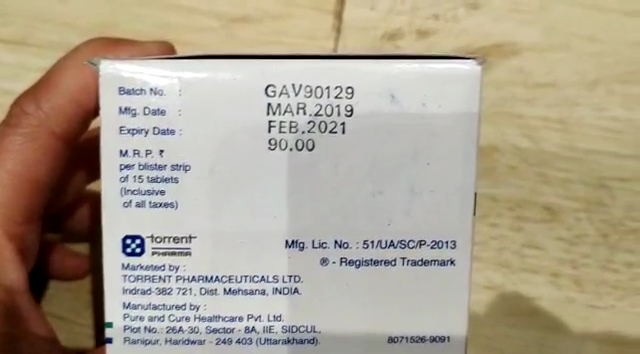 Batch No. : GAV90129
Mfg. Date : MAR.2019
Expiry Date : FEB.2021
M.R.P. ₹ 90.00
per blister strip
of 15 tablets
(Inclusive
of all taxes)
torrent
PHARMA
Mfg. Lic. No. : 51/UA/SC/P-2013
® - Registered Trademark
Marketed by :
TORRENT PHARMACEUTICALS LTD.
Indrad-382 721, Dist. Mehsana, INDIA.
Manufactured by :
Pure and Cure Healthcare Pvt. Ltd.
Plot No.: 26A-30, Sector - 8A, IIE, SIDCUL,
Ranipur, Haridwar - 249 403 (Uttarakhand).
8071526-9091